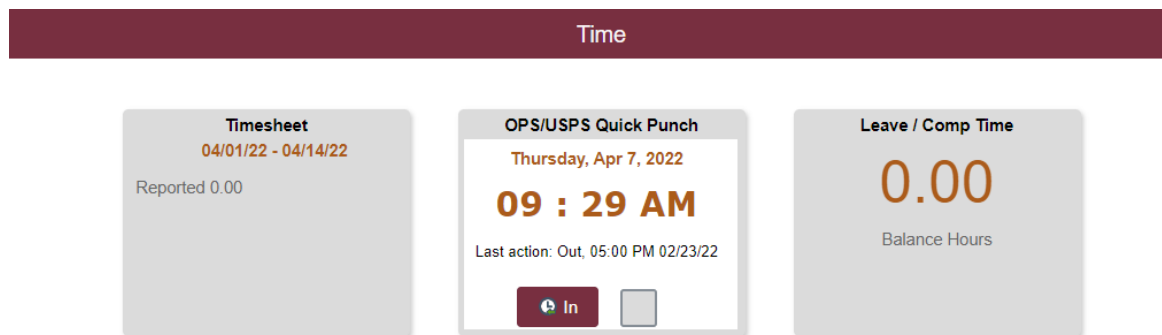 Time
Timesheet
04/01/22 - 04/14/22
Reported 0.00
OPS/USPS Quick Punch
Thursday, Apr 7, 2022
09 : 29 AM
Last action: Out, 05:00 PM 02/23/22
In
Leave / Comp Time
0.00
Balance Hours